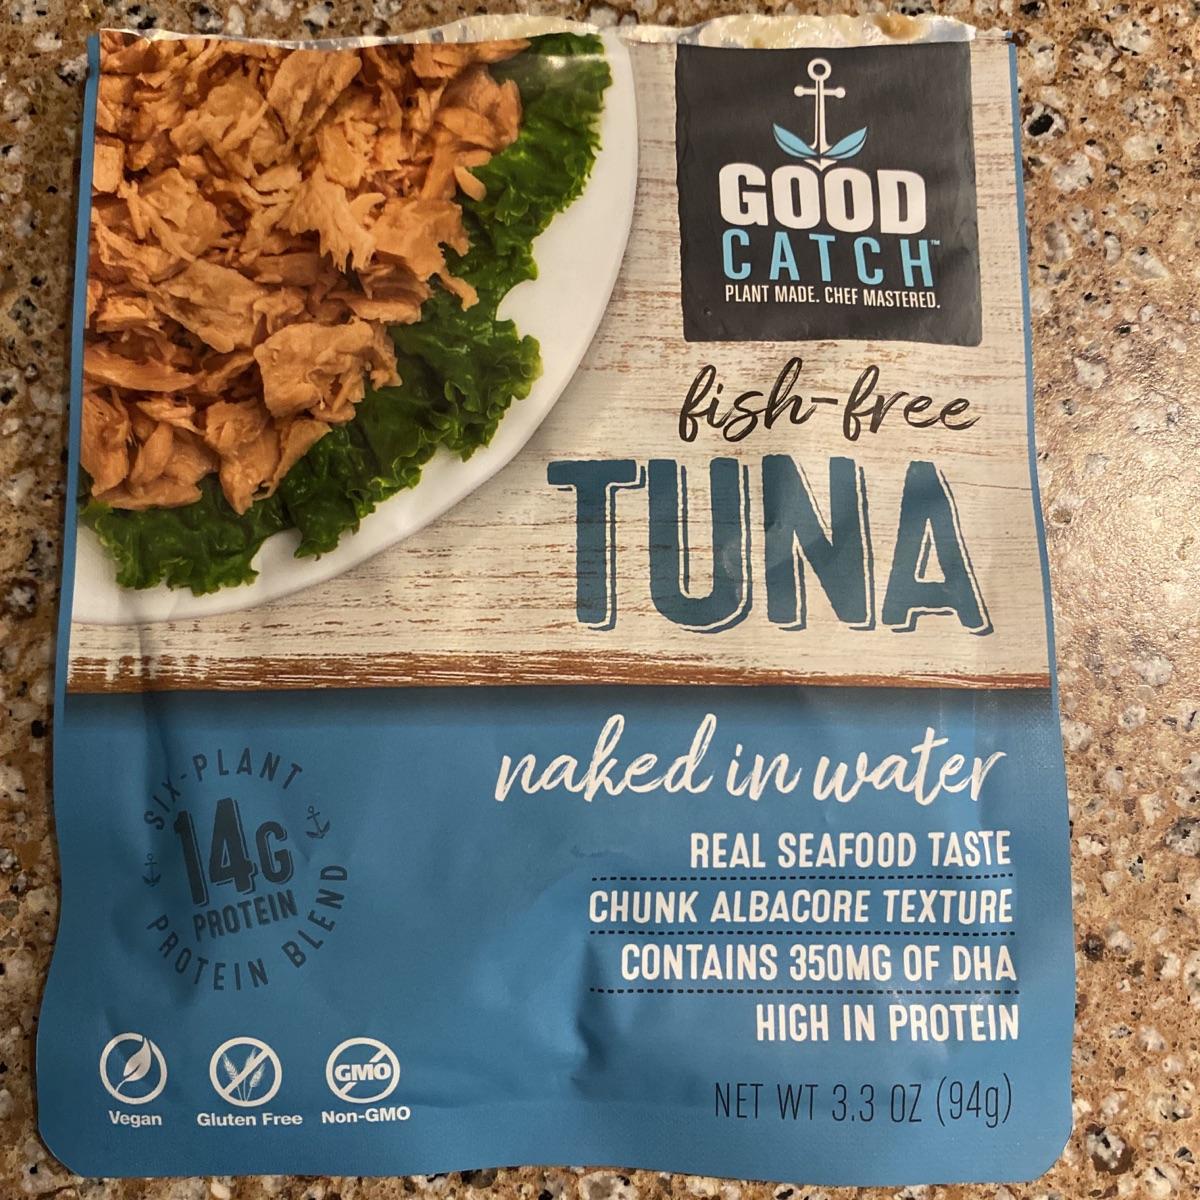 GOOD
CATCH™
PLANT MADE. CHEF MASTERED.
fish-free
TUNA
naked in water
SIX-PLANT
14G
PROTEIN
PROTEIN BLEND
REAL SEAFOOD TASTE
CHUNK ALBACORE TEXTURE
CONTAINS 350MG OF DHA
HIGH IN PROTEIN
GMO
Vegan
Gluten Free
Non-GMO
NET WT 3.3 OZ (94g)